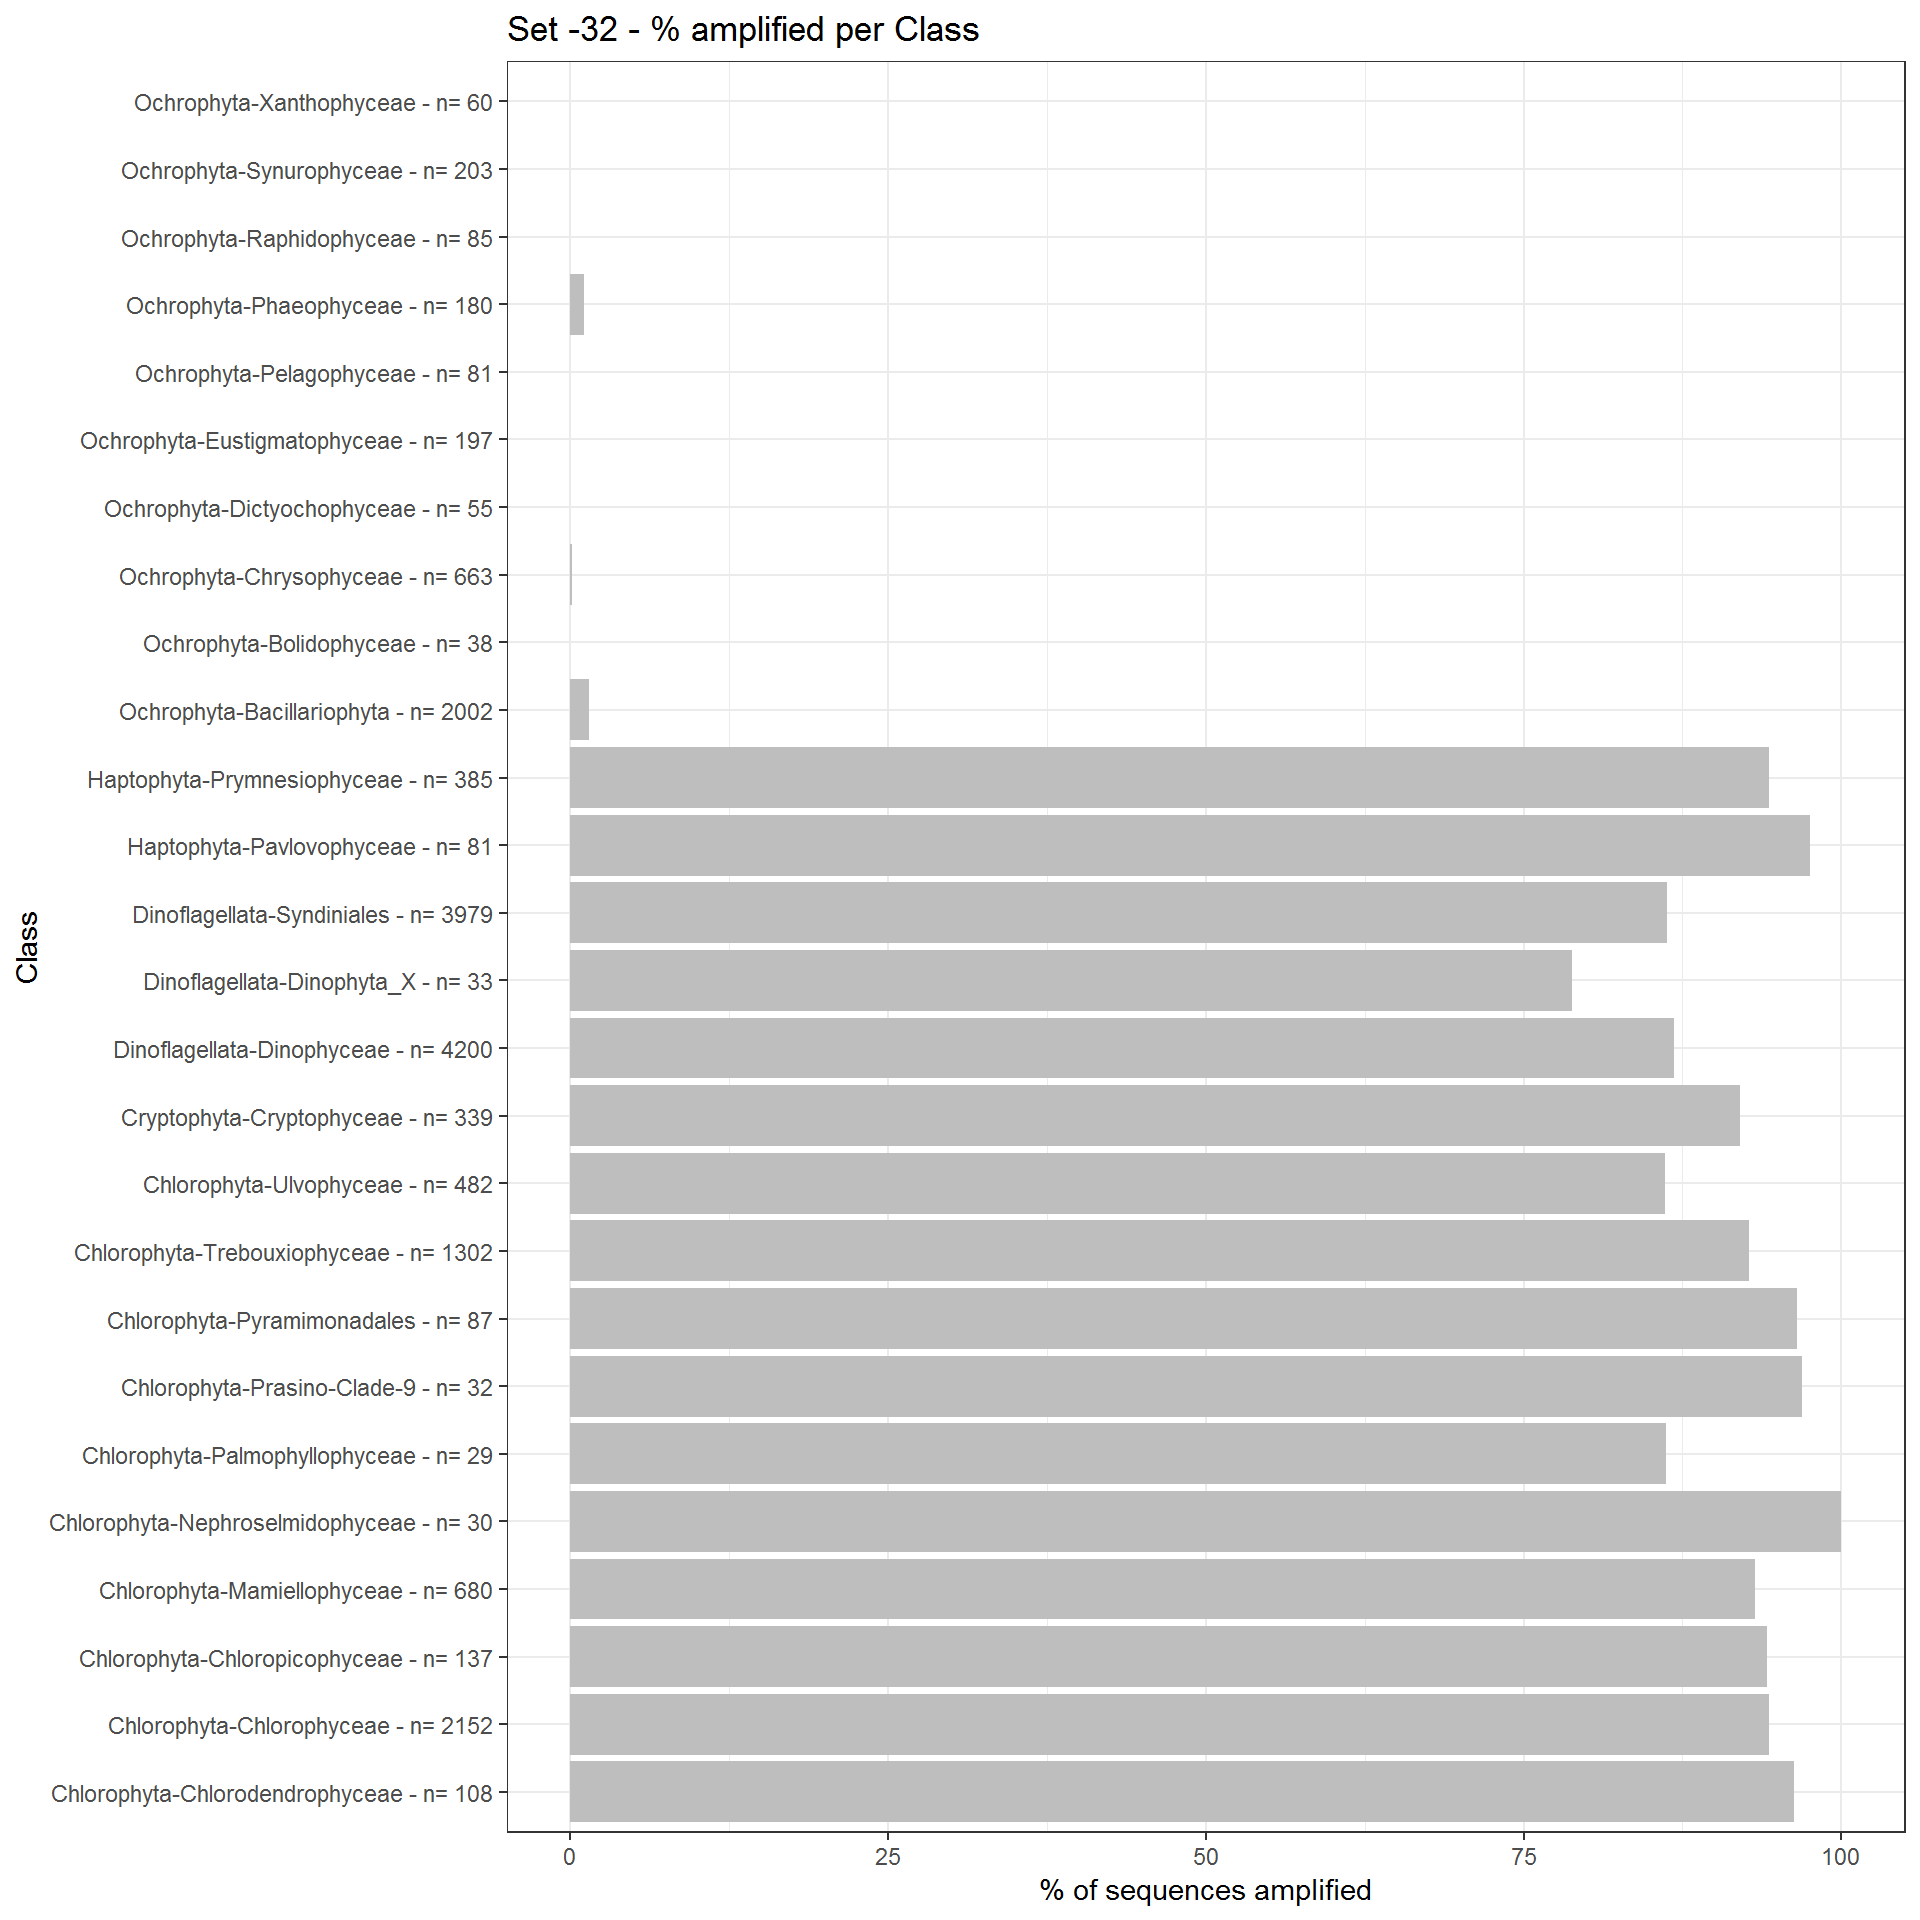 Set -32 - % amplified per Class
Class
Ochrophyta-Xanthophyceae - n= 60
Ochrophyta-Synurophyceae - n= 203
Ochrophyta-Raphidophyceae - n= 85
Ochrophyta-Phaeophyceae - n= 180
Ochrophyta-Pelagophyceae - n= 81
Ochrophyta-Eustigmatophyceae - n= 197
Ochrophyta-Dictyochophyceae - n= 55
Ochrophyta-Chrysophyceae - n= 663
Ochrophyta-Bolidophyceae - n= 38
Ochrophyta-Bacillariophyta - n= 2002
Haptophyta-Prymnesiophyceae - n= 385
Haptophyta-Pavlovophyceae - n= 81
Dinoflagellata-Syndiniales - n= 3979
Dinoflagellata-Dinophyta_X - n= 33
Dinoflagellata-Dinophyceae - n= 4200
Cryptophyta-Cryptophyceae - n= 339
Chlorophyta-Ulvophyceae - n= 482
Chlorophyta-Trebouxiophyceae - n= 1302
Chlorophyta-Pyramimonadales - n= 87
Chlorophyta-Prasino-Clade-9 - n= 32
Chlorophyta-Palmophyllophyceae - n= 29
Chlorophyta-Nephroselmidophyceae - n= 30
Chlorophyta-Mamiellophyceae - n= 680
Chlorophyta-Chloropicophyceae - n= 137
Chlorophyta-Chlorophyceae - n= 2152
Chlorophyta-Chlorodendrophyceae - n= 108
0 25 50 75 100
% of sequences amplified